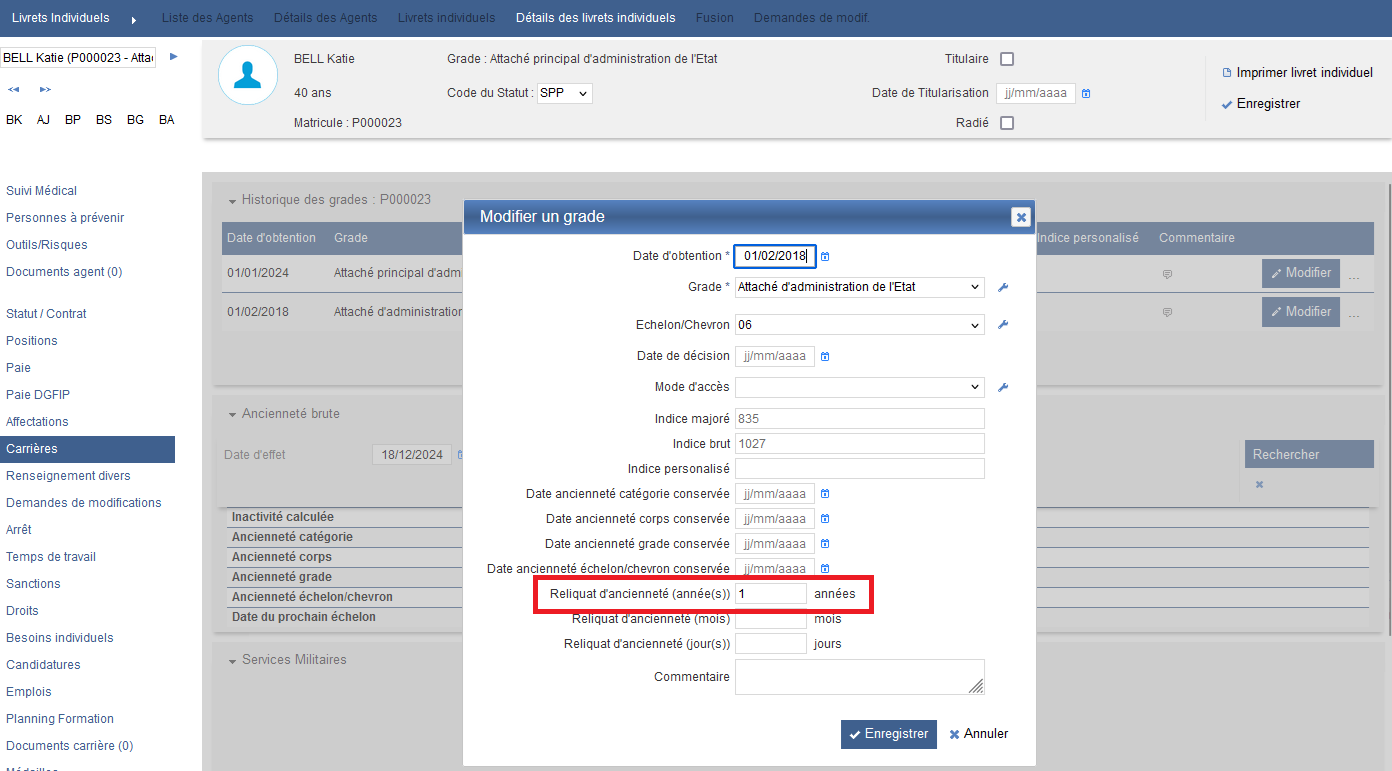 Livrets Individuels Liste des Agents Détails des Agents Livrets individuels Détails des livrets individuels Fusion Demandes de modif.
BELL Katie (P000023 - Atta
BK AJ BP BS BG BA
BELL Katie Grade : Attaché principal d'administration de l'Etat Titulaire
40 ans Code du Statut : SPP Date de Titularisation jj/mm/aaaa
Matricule : P000023 Radié
Imprimer livret individuel
Enregistrer
Suivi Médical
Personnes à prévenir
Outils/Risques
Documents agent (0)
Statut / Contrat
Positions
Paie
Paie DGFIP
Affectations
Carrières
Renseignement divers
Demandes de modifications
Arrêt
Temps de travail
Sanctions
Droits
Besoins individuels
Candidatures
Emplois
Planning Formation
Documents carrière (0)
Médailles
Historique des grades : P000023
Date d'obtention Grade Indice personalisé Commentaire
01/01/2024 Attaché principal d'adm Modifier ...
01/02/2018 Attaché d'administration Modifier ...
Ancienneté brute
Date d'effet 18/12/2024 Rechercher
Inactivité calculée
Ancienneté catégorie
Ancienneté corps
Ancienneté grade
Ancienneté échelon/chevron
Date du prochain échelon
Services Militaires
Modifier un grade
Date d'obtention * 01/02/2018
Grade * Attaché d'administration de l'Etat
Echelon/Chevron 06
Date de décision jj/mm/aaaa
Mode d'accès
Indice majoré 835
Indice brut 1027
Indice personalisé
Date ancienneté catégorie conservée jj/mm/aaaa
Date ancienneté corps conservée jj/mm/aaaa
Date ancienneté grade conservée jj/mm/aaaa
Date ancienneté échelon/chevron conservée jj/mm/aaaa
Reliquat d'ancienneté (année(s)) 1 années
Reliquat d'ancienneté (mois) mois
Reliquat d'ancienneté (jour(s)) jours
Commentaire
Enregistrer Annuler